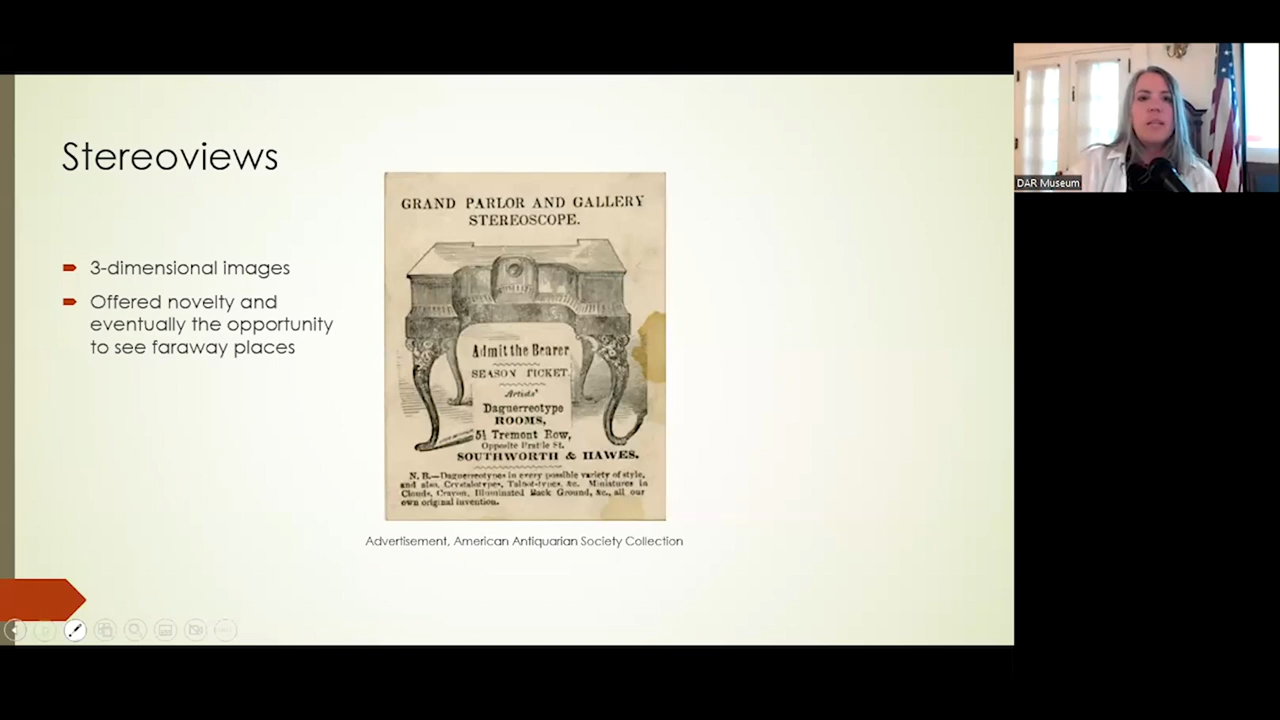 Stereoviews
3-dimensional images
Offered novelty and
eventually the opportunity
to see faraway places
GRAND PARLOR AND GALLERY
STEREOSCOPE.
Admit the Bearer
SEASON TICKET.
Artists'
Daguerreotype
ROOMS,
5½ Tremont Row,
Opposite Brattle St.
SOUTHWORTH & HAWES.
N. B.—Daguerreotypes in every possible variety of style,
and also, Crystalotypes, Talbot-types, &c. Miniatures in
Clouds, Crayon, Illuminated Back Ground, &c., all our
own original invention.
Advertisement, American Antiquarian Society Collection
DAR Museum